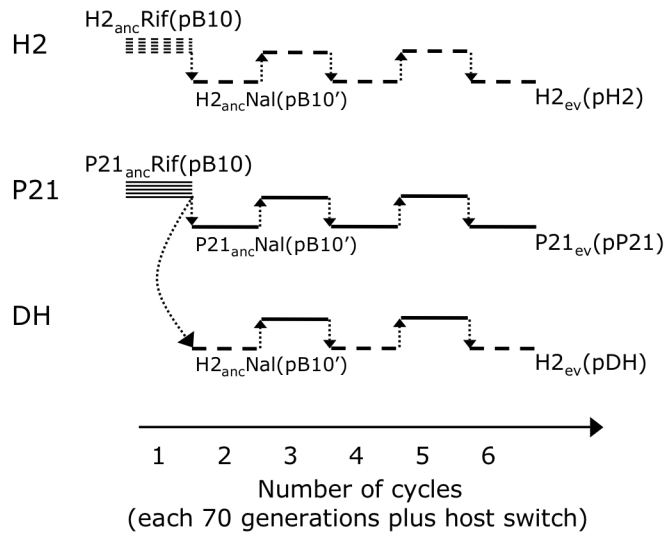 H2ancRif(pB10)
H2
H2ancNal(pB10’)
H2ev(pH2)
P21ancRif(pB10)
P21
P21ancNal(pB10’)
P21ev(pP21)
DH
H2ancNal(pB10’)
H2ev(pDH)
1 2 3 4 5 6
Number of cycles
(each 70 generations plus host switch)